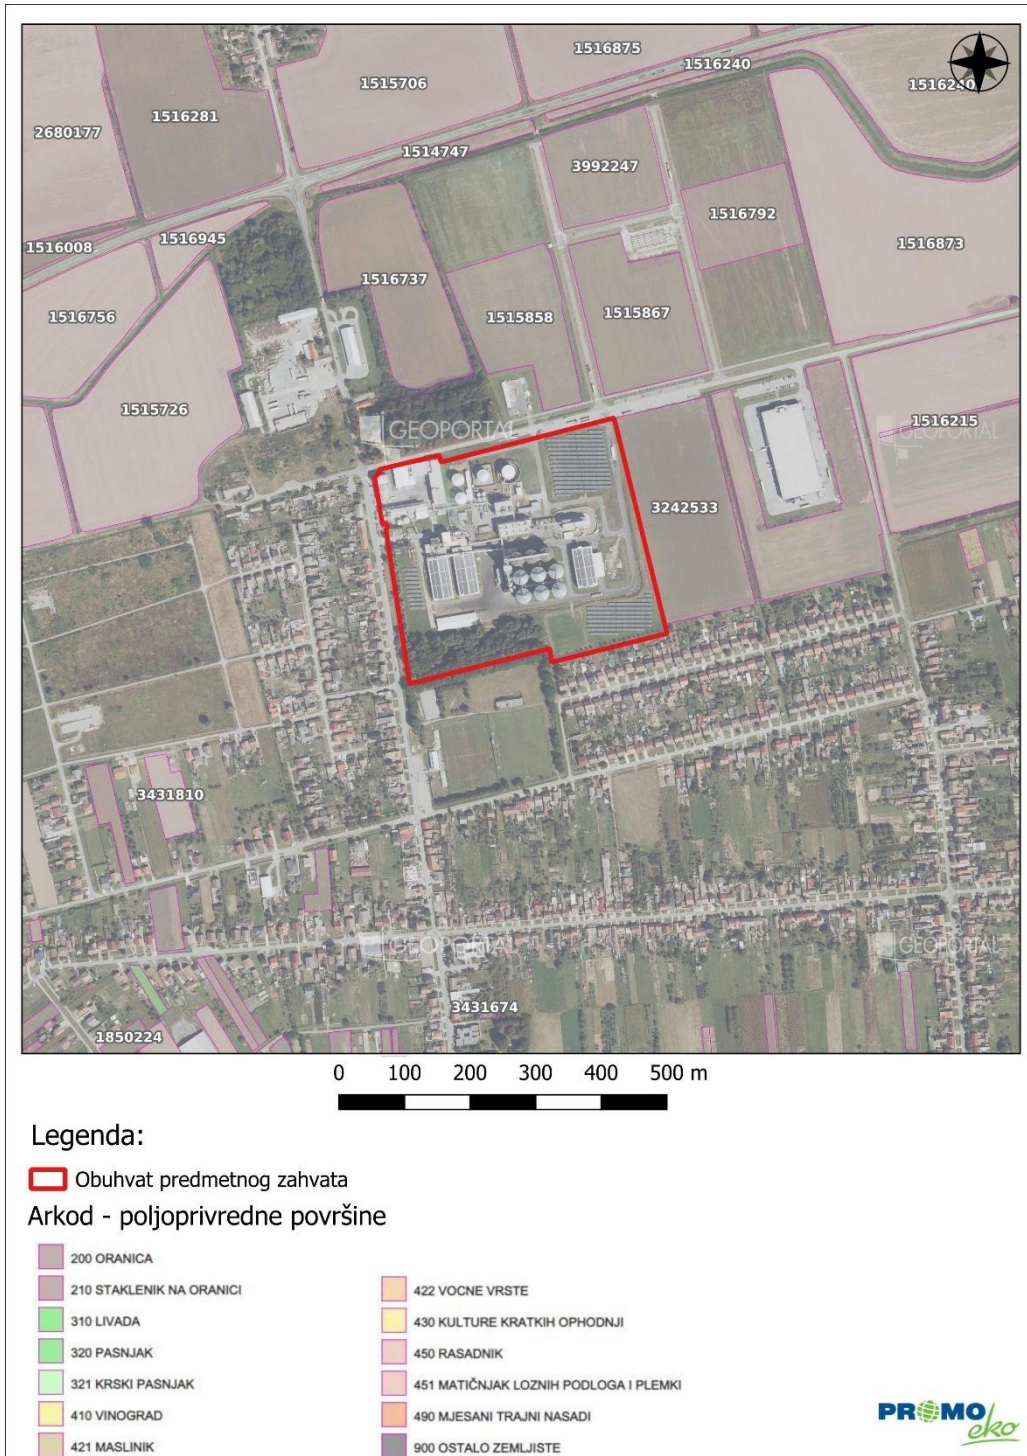 1516875
1516240
1515706
1516240
1516281
2680177
1514747
3992247
1516792
1516945
1516008
1516873
1516737
1516756
1515858
1515867
1515726
GEOPORTAL
1516215
GEOPORTAL
3242533
3431810
GEOPORTAL
GEOPORTAL
3431674
1850224
0 100 200 300 400 500 m
Legenda:
Obuhvat predmetnog zahvata
Arkod - poljoprivredne površine
200 ORANICA
210 STAKLENIK NA ORANICI
310 LIVADA
320 PASNJAK
321 KRSKI PASNJAK
410 VINOGRAD
421 MASLINIK
422 VOCNE VRSTE
430 KULTURE KRATKIH OPHODNJI
450 RASADNIK
451 MATIČNJAK LOZNIH PODLOGA I PLEMKI
490 MJESANI TRAJNI NASADI
900 OSTALO ZEMLJISTE
PROMO
eko